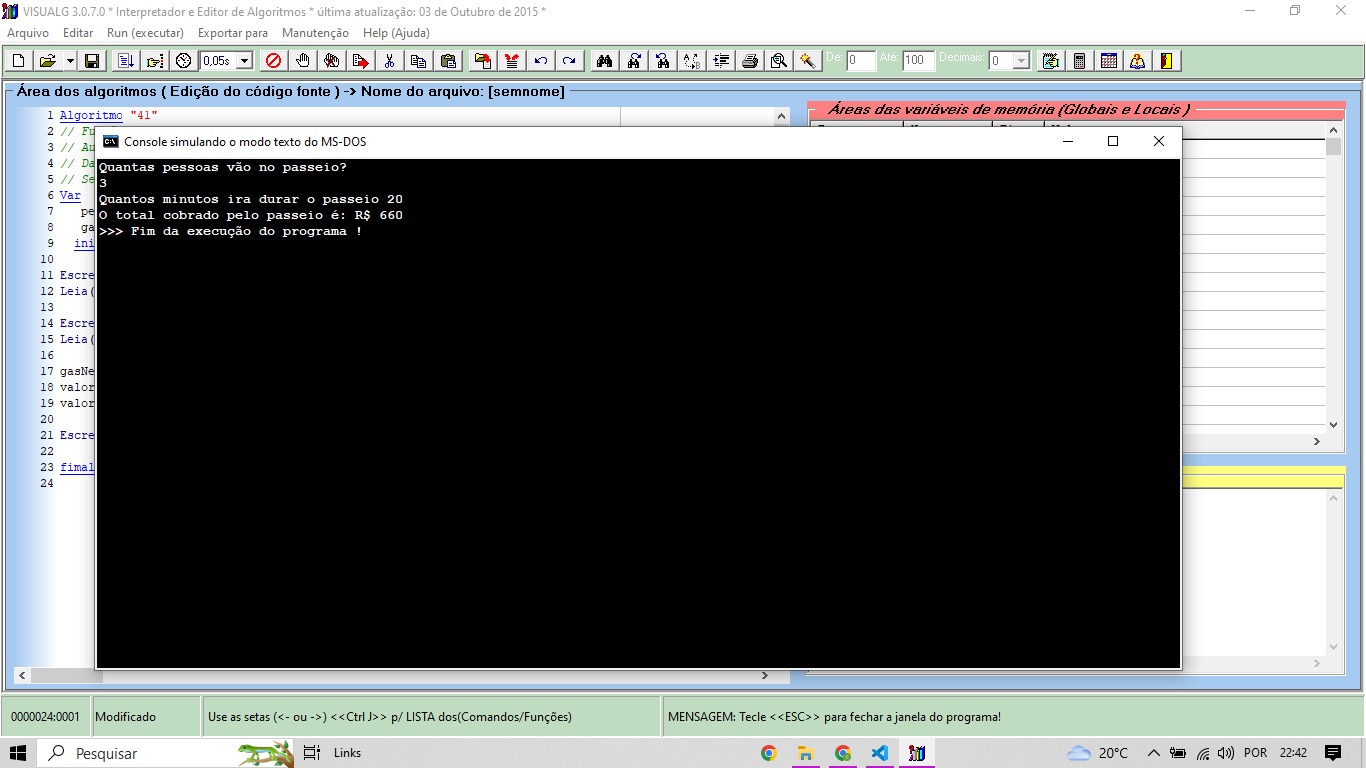 VISUALG 3.0.7.0 * Interpretador e Editor de Algoritmos * última atualização: 03 de Outubro de 2015 *
Arquivo Editar Run (executar) Exportar para Manutenção Help (Ajuda)
0,05s De: 0 Até: 100 Decimais: 0
Área dos algoritmos ( Edição do código fonte ) -> Nome do arquivo: [semnome]
Áreas das variáveis de memória (Globais e Locais )
1 Algoritmo "41"
2 // Fu
3 // Au
4 // Da
5 // Se
6 Var
7 pe
8 ga
9 ini
10
11 Escre
12 Leia(
13
14 Escre
15 Leia(
16
17 gasNe
18 valor
19 valor
20
21 Escre
22
23 fimal
24
Console simulando o modo texto do MS-DOS
Quantas pessoas vão no passeio?
3
Quantos minutos ira durar o passeio 20
O total cobrado pelo passeio é: R$ 660
>>> Fim da execução do programa !
0000024:0001 Modificado Use as setas (<- ou ->) <<Ctrl J>> p/ LISTA dos(Comandos/Funções) MENSAGEM: Tecle <<ESC>> para fechar a janela do programa!
Pesquisar Links 20°C POR 22:42